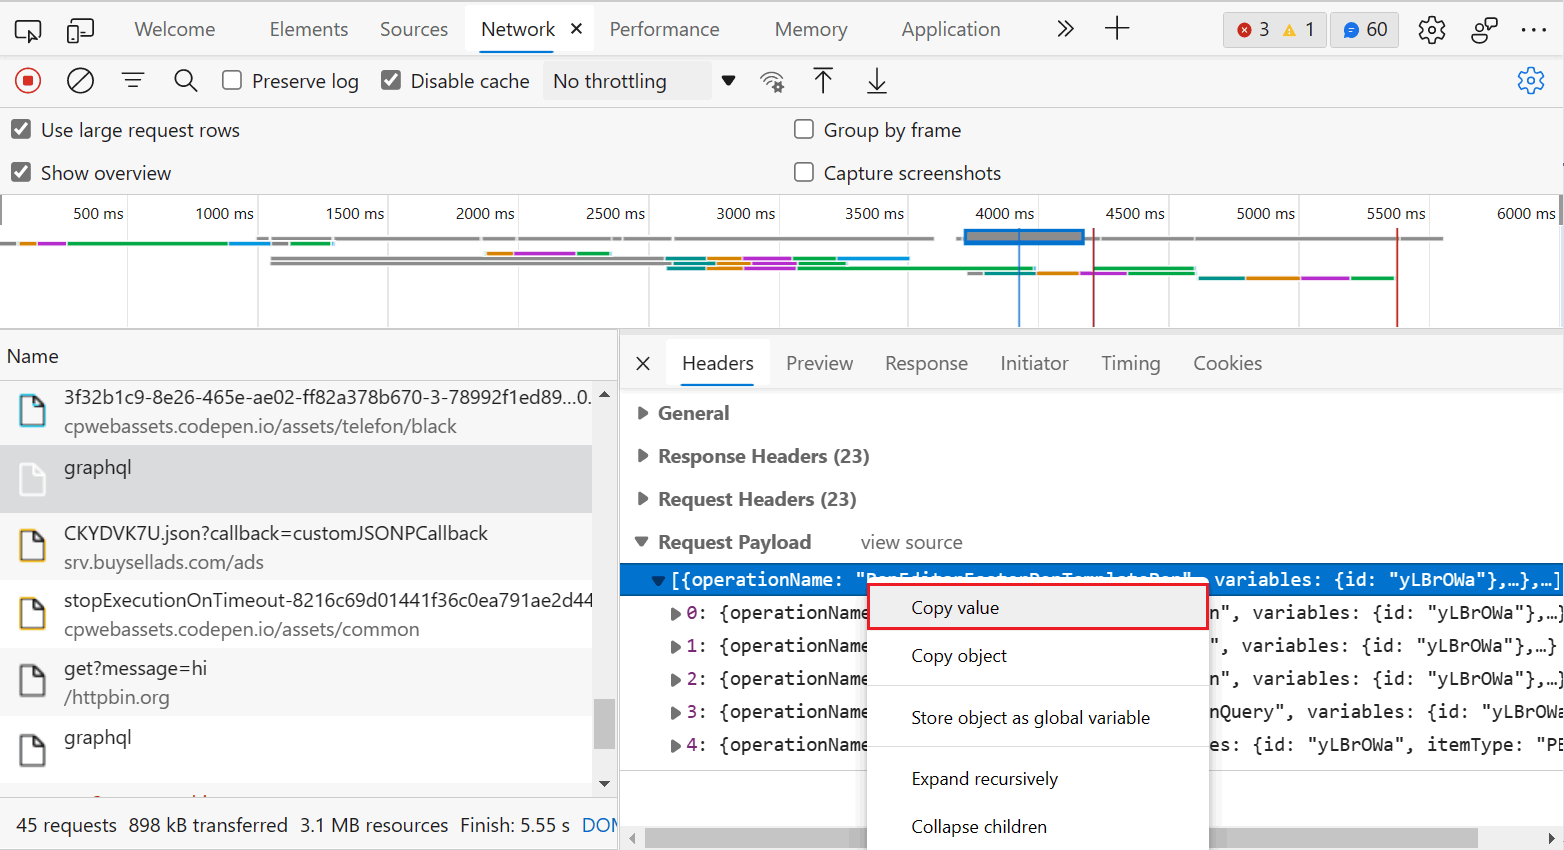 Welcome Elements Sources Network Performance Memory Application 3 1 60
Preserve log Disable cache No throttling
Use large request rows Group by frame
Show overview Capture screenshots
500 ms 1000 ms 1500 ms 2000 ms 2500 ms 3000 ms 3500 ms 4000 ms 4500 ms 5000 ms 5500 ms 6000 ms
Name
3f32b1c9-8e26-465e-ae02-ff82a378b670-3-78992f1ed89…0.
cpwebassets.codepen.io/assets/telefon/black
graphql
CKYDVK7U.json?callback=customJSONPCallback
srv.buysellads.com/ads
stopExecutionOnTimeout-8216c69d01441f36c0ea791ae2d44
cpwebassets.codepen.io/assets/common
get?message=hi
/httpbin.org
graphql
45 requests 898 kB transferred 3.1 MB resources Finish: 5.55 s DOM
Headers Preview Response Initiator Timing Cookies
General
Response Headers (23)
Request Headers (23)
Request Payload view source
[{operationName: variables: {id: "yLBrOWa"},…},…]
0: {operationName n", variables: {id: "yLBrOWa"},…}
1: {operationName ", variables: {id: "yLBrOWa"},…}
2: {operationName n", variables: {id: "yLBrOWa"},…}
3: {operationName nQuery", variables: {id: "yLBrOWa
4: {operationName es: {id: "yLBrOWa", itemType: "PE
Copy value
Copy object
Store object as global variable
Expand recursively
Collapse children